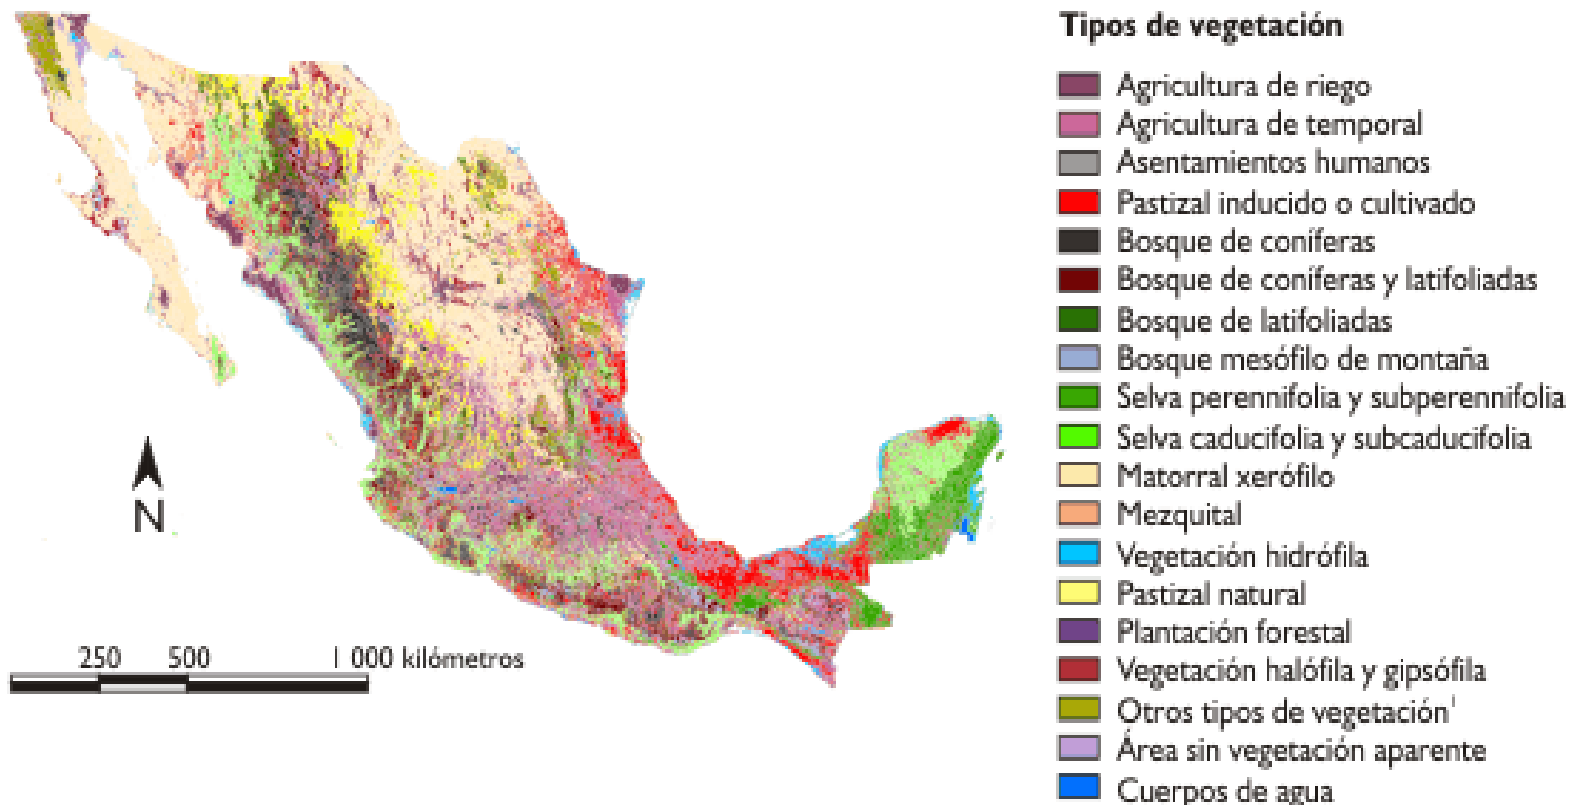 Tipos de vegetación
Agricultura de riego
Agricultura de temporal
Asentamientos humanos
Pastizal inducido o cultivado
Bosque de coníferas
Bosque de coníferas y latifoliadas
Bosque de latifoliadas
Bosque mesófilo de montaña
Selva perennifolia y subperennifolia
Selva caducifolia y subcaducifolia
Matorral xerófilo
Mezquital
Vegetación hidrófila
Pastizal natural
Plantación forestal
Vegetación halófila y gipsófila
Otros tipos de vegetación¹
Área sin vegetación aparente
Cuerpos de agua
N
250 500 1 000 kilómetros